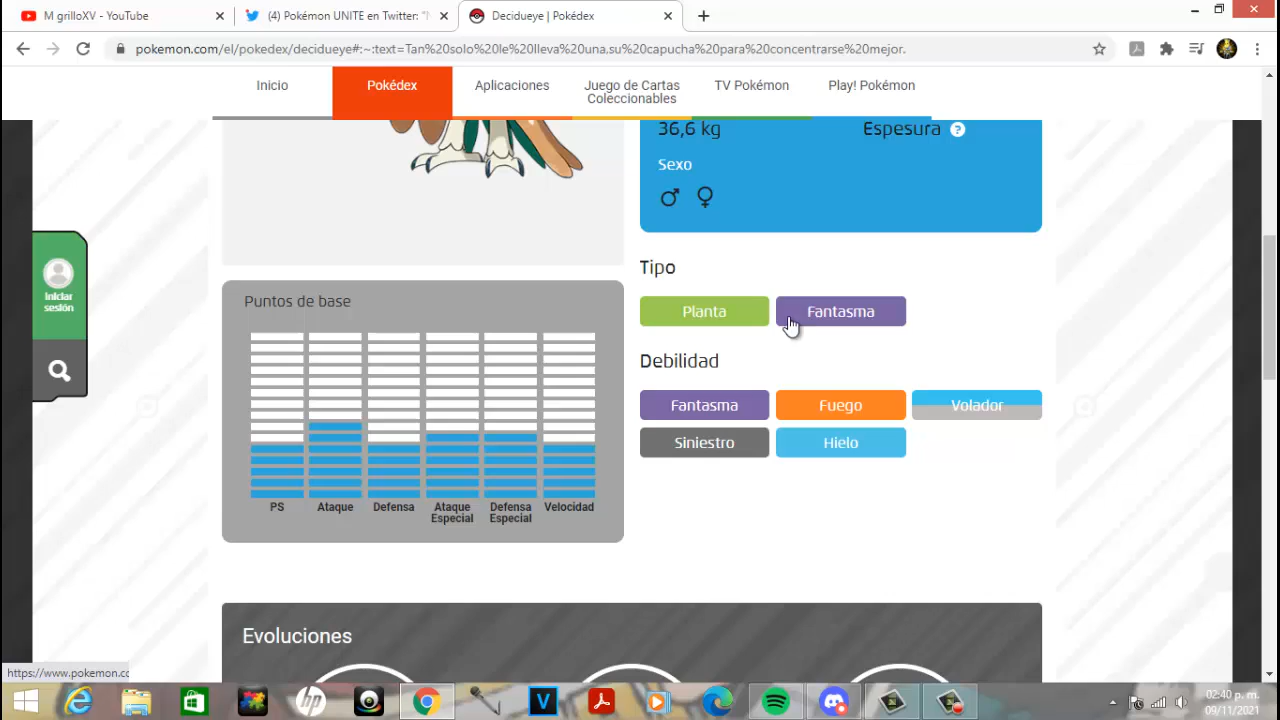 M grilloXV - YouTube
(4) Pokémon UNITE en Twitter: "¡
Decidueye | Pokédex
pokemon.com/el/pokedex/decidueye#:~:text=Tan%20solo%20le%20lleva%20una,su%20capucha%20para%20concentrarse%20mejor.
Inicio
Pokédex
Aplicaciones
Juego de Cartas
Coleccionables
TV Pokémon
Play! Pokémon
36,6 kg
Espesura ?
Sexo
Iniciar
sesión
Tipo
Planta
Fantasma
Debilidad
Fantasma
Fuego
Volador
Siniestro
Hielo
Puntos de base
PS
Ataque
Defensa
Ataque
Especial
Defensa
Especial
Velocidad
Evoluciones
https://www.pokemon.co
hp
V
02:40 p. m.
09/11/2021